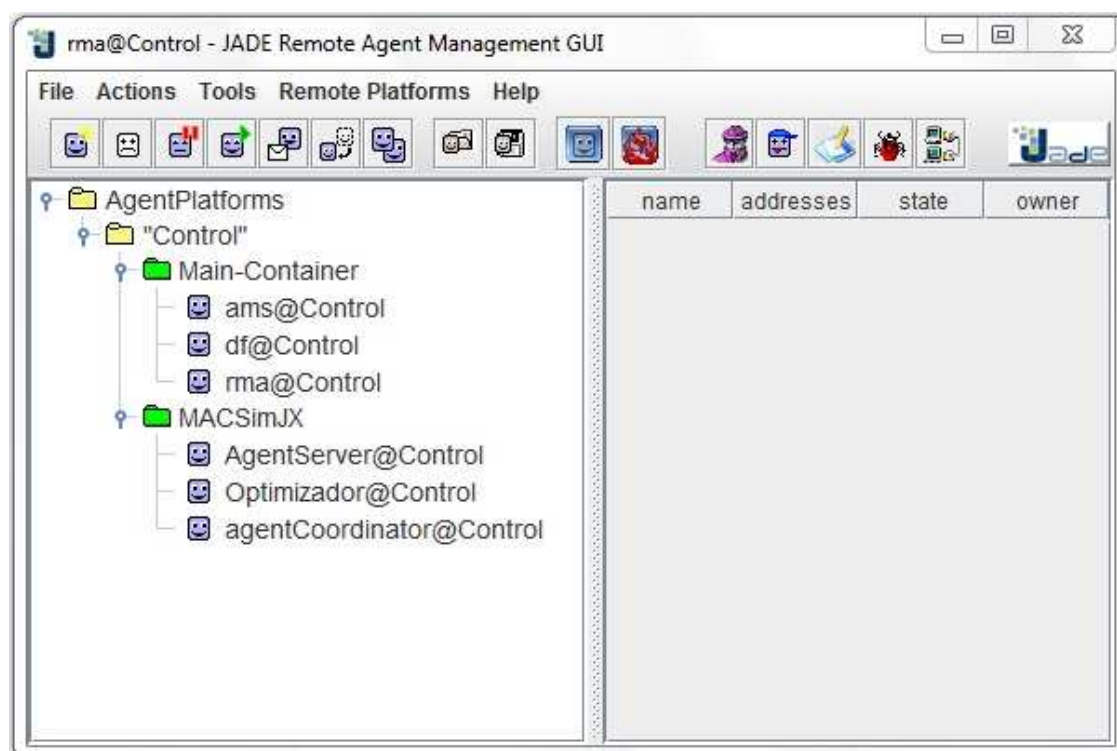 rma@Control - JADE Remote Agent Management GUI
File Actions Tools Remote Platforms Help
Jade
AgentPlatforms
"Control"
Main-Container
ams@Control
df@Control
rma@Control
MACSimJX
AgentServer@Control
Optimizador@Control
agentCoordinator@Control
name addresses state owner